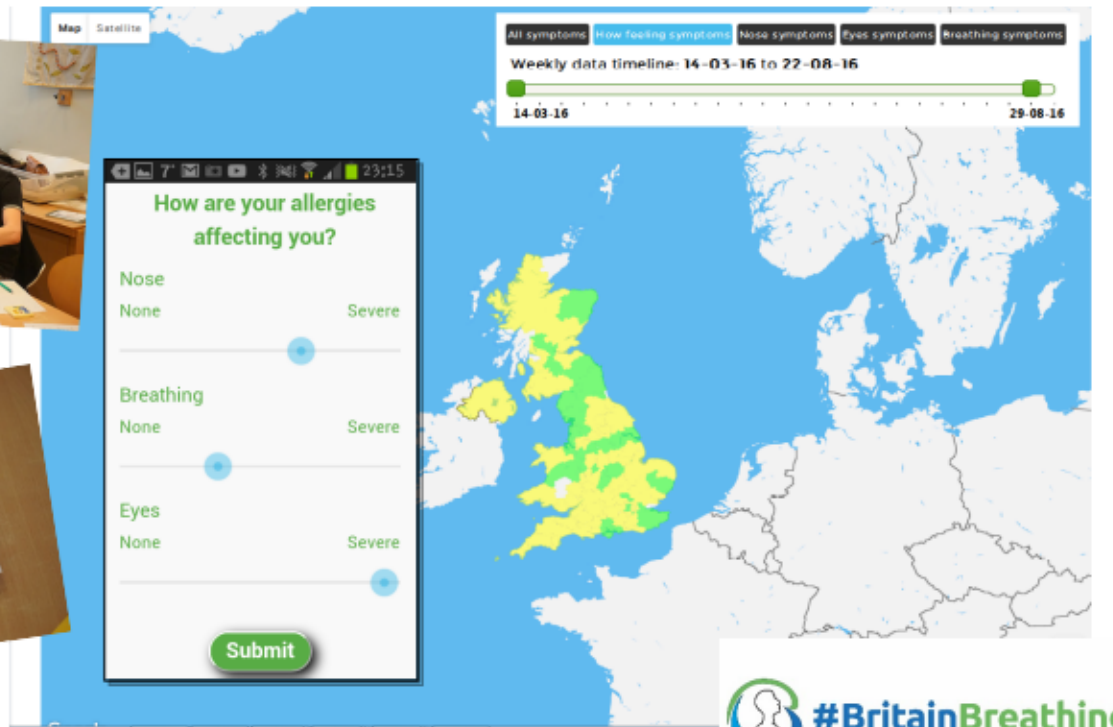 Map Satellite
All symptoms How feeling symptoms Nose symptoms Eyes symptoms Breathing symptoms
Weekly data timeline: 14-03-16 to 22-08-16
14-03-16 29-08-16
7° 23:15
How are your allergies
affecting you?
Nose
None Severe
Breathing
None Severe
Eyes
None Severe
Submit
#BritainBreathing